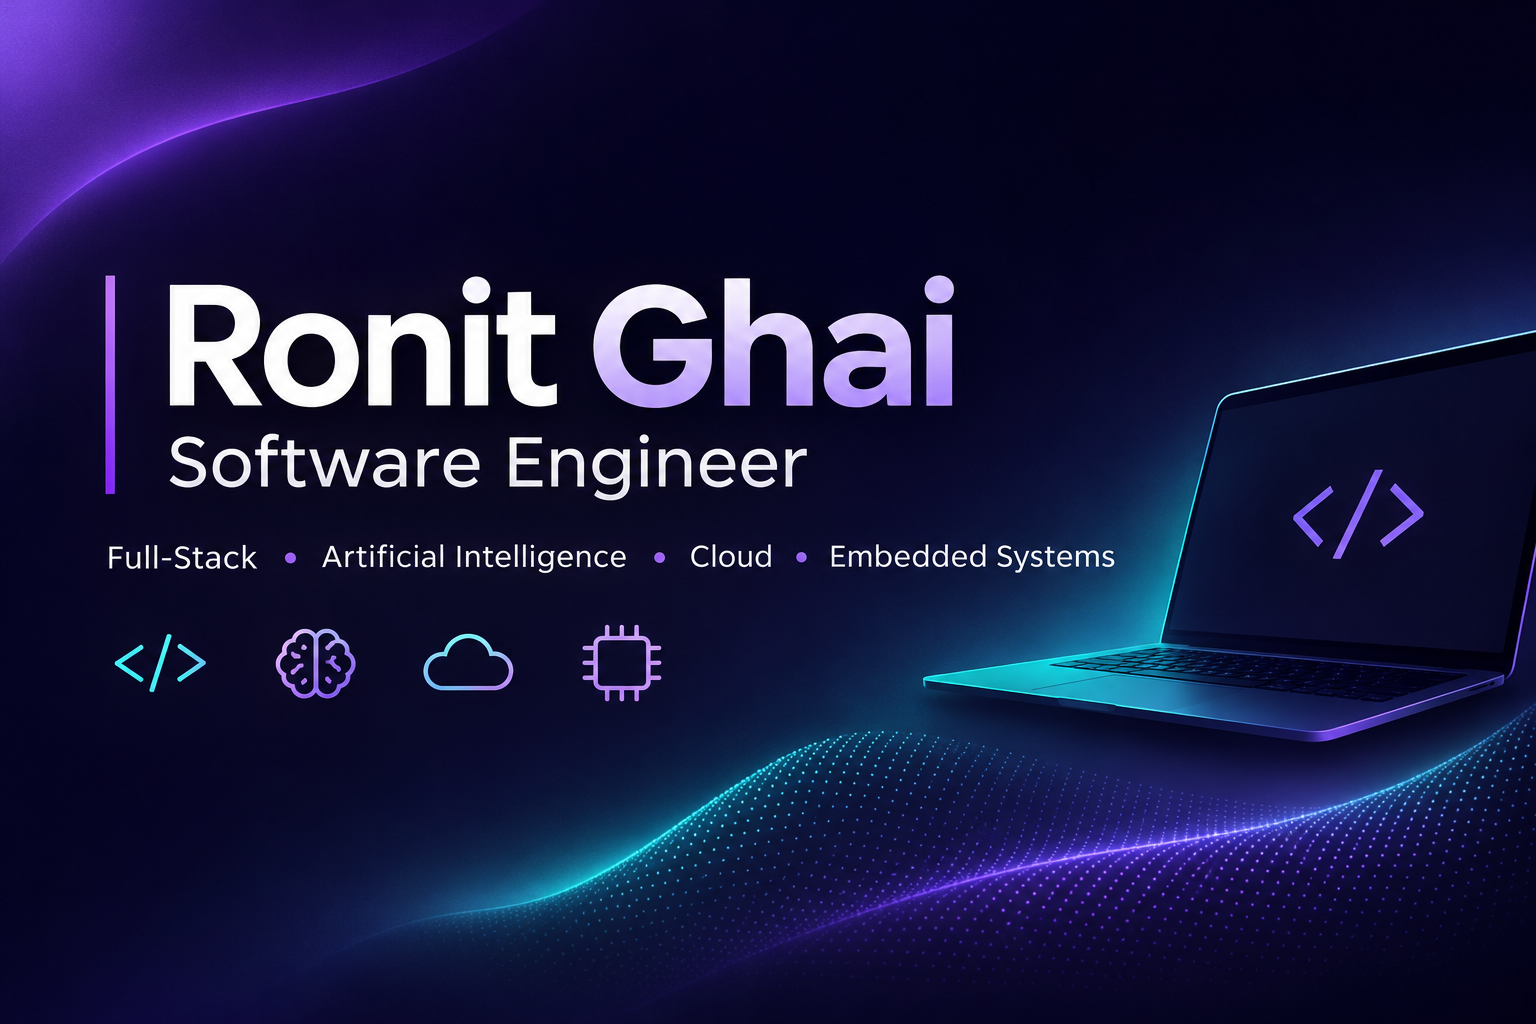 Ronit Ghai
Software Engineer
Full-Stack • Artificial Intelligence • Cloud • Embedded Systems
</>
</>